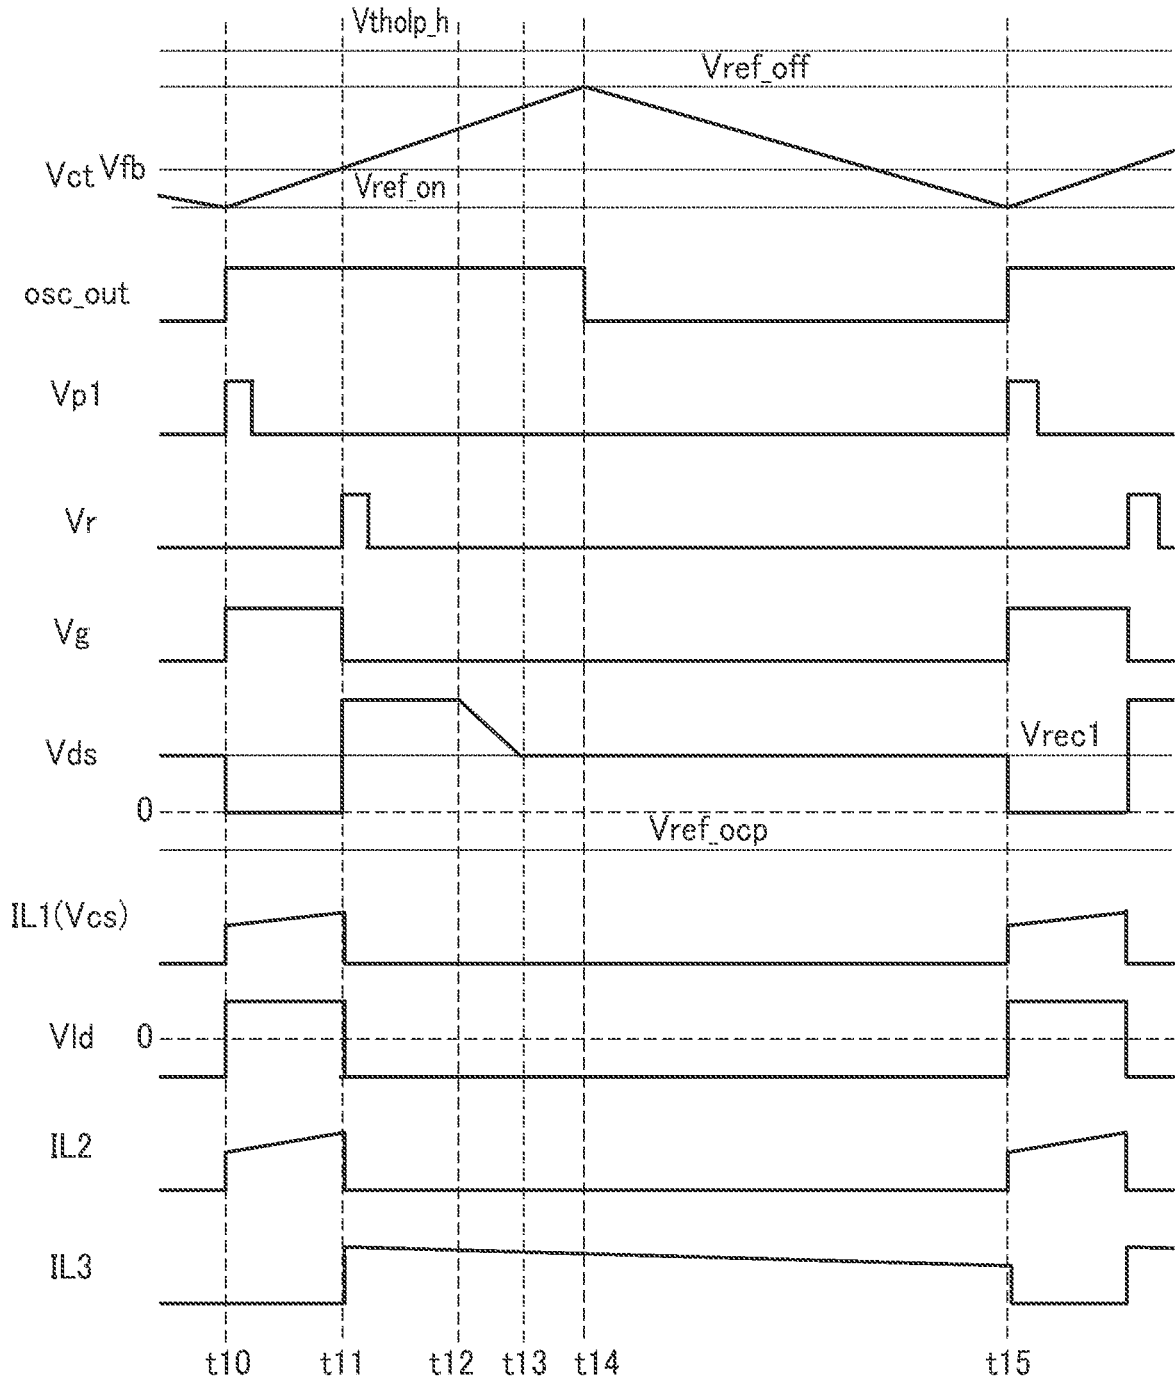 Vtholp_h
Vref_off
Vct Vfb
Vref_on
osc_out
Vp1
Vr
Vg
Vds
Vrec1
0
Vref_ocp
IL1(Vcs)
Vld 0
IL2
IL3
t10 t11 t12 t13 t14 t15